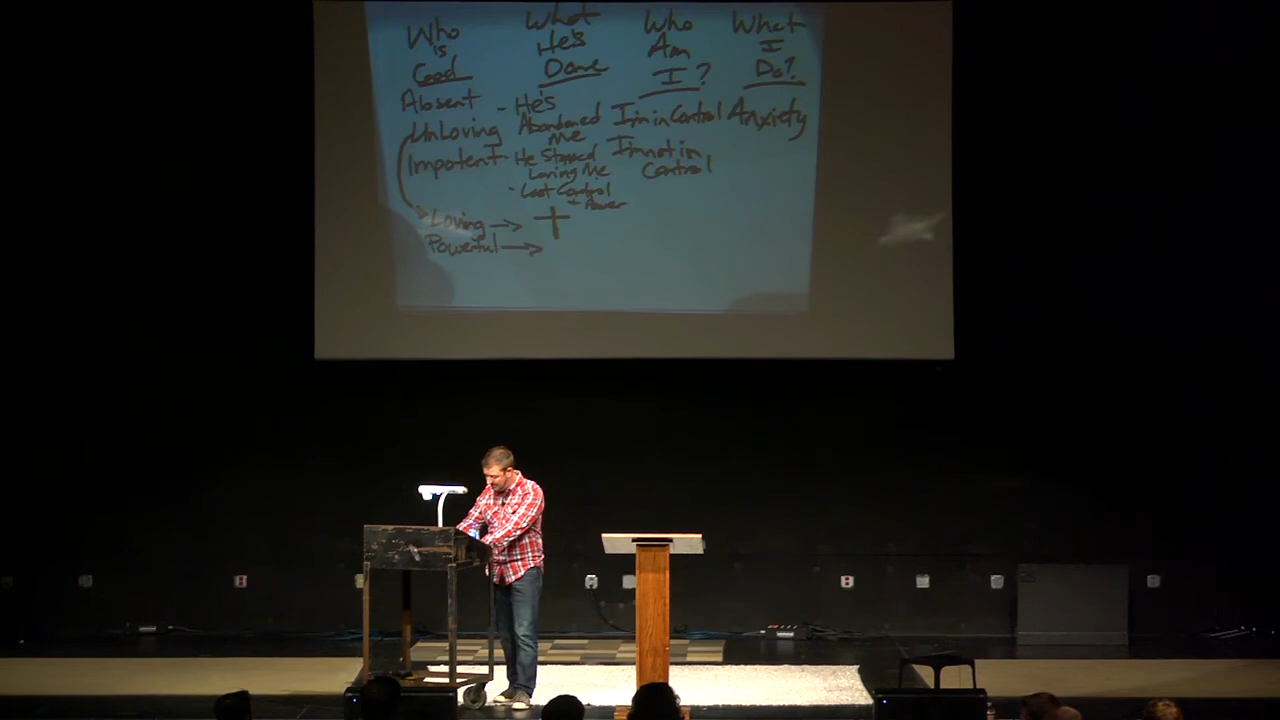 Who
is
God
Absent
UnLoving
Impotent
Loving →
Powerful →
What
He's
Done
- He's
Abandoned
Me
- He Stopped
Loving Me
- Lost Control
+ Power
Who
Am
I?
I'm in Control
I'm not in
Control
What
I
Do?
Anxiety